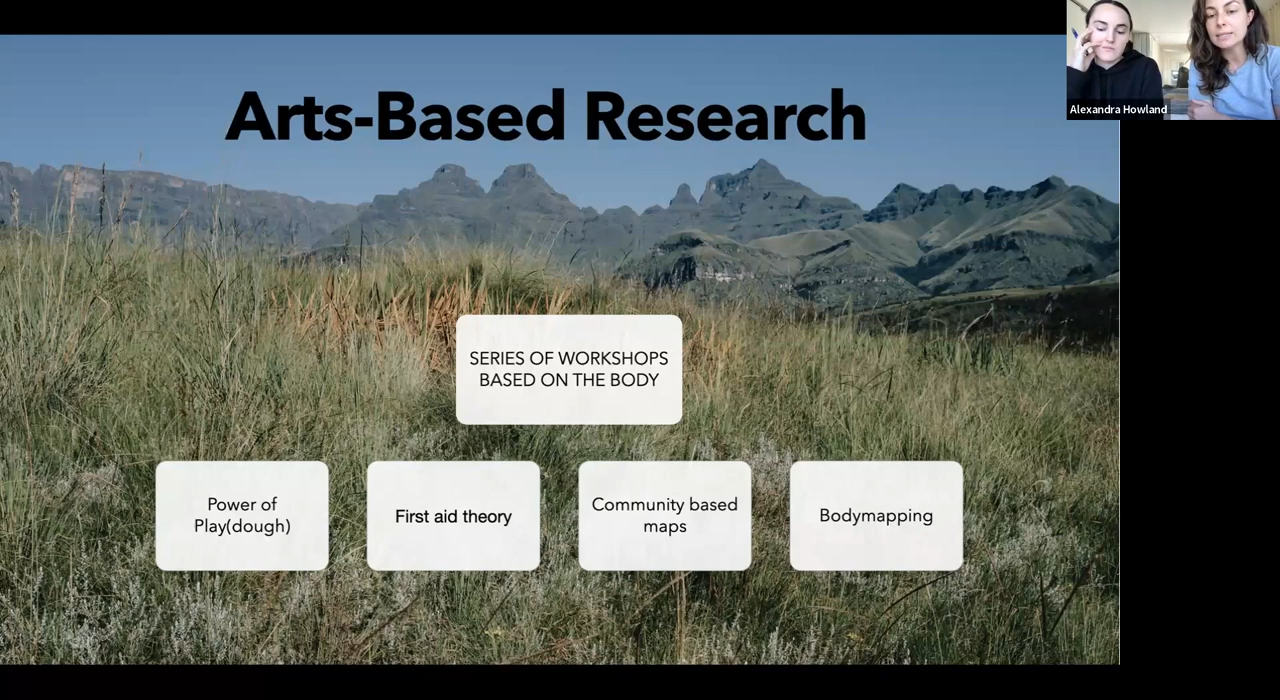 Arts-Based Research
Alexandra Howland
SERIES OF WORKSHOPS
BASED ON THE BODY
Power of
Play(dough)
First aid theory
Community based
maps
Bodymapping